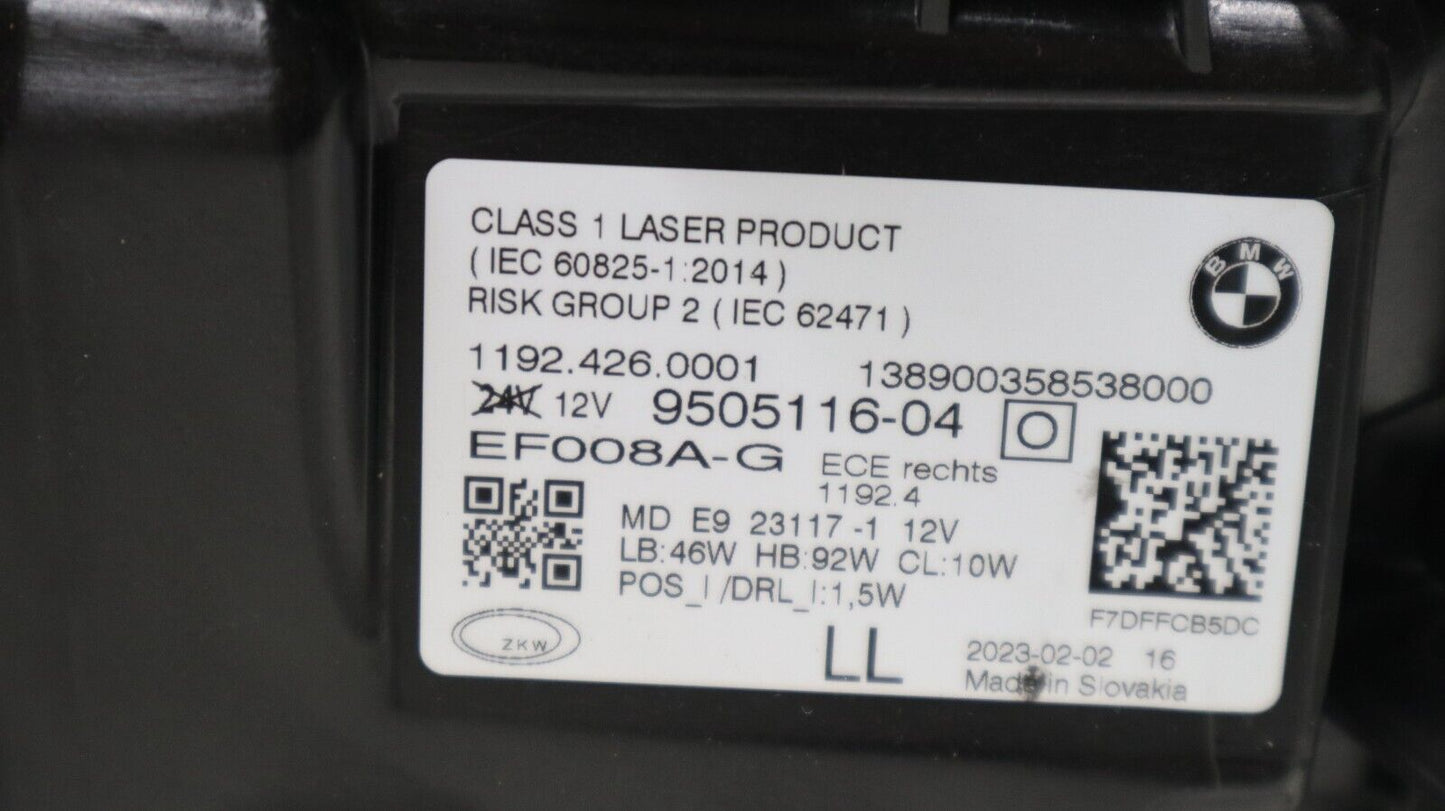 CLASS 1 LASER PRODUCT
( IEC 60825-1:2014 )
RISK GROUP 2 ( IEC 62471 )
BMW
1192.426.0001 138900358538000
24V 12V 9505116-04 O
EF008A-G ECE rechts
1192.4
MD E9 23117 -1 12V
LB:46W HB:92W CL:10W
POS_I /DRL_I:1,5W
F7DFFCB5DC
ZKW
LL
2023-02-02 16
Made in Slovakia